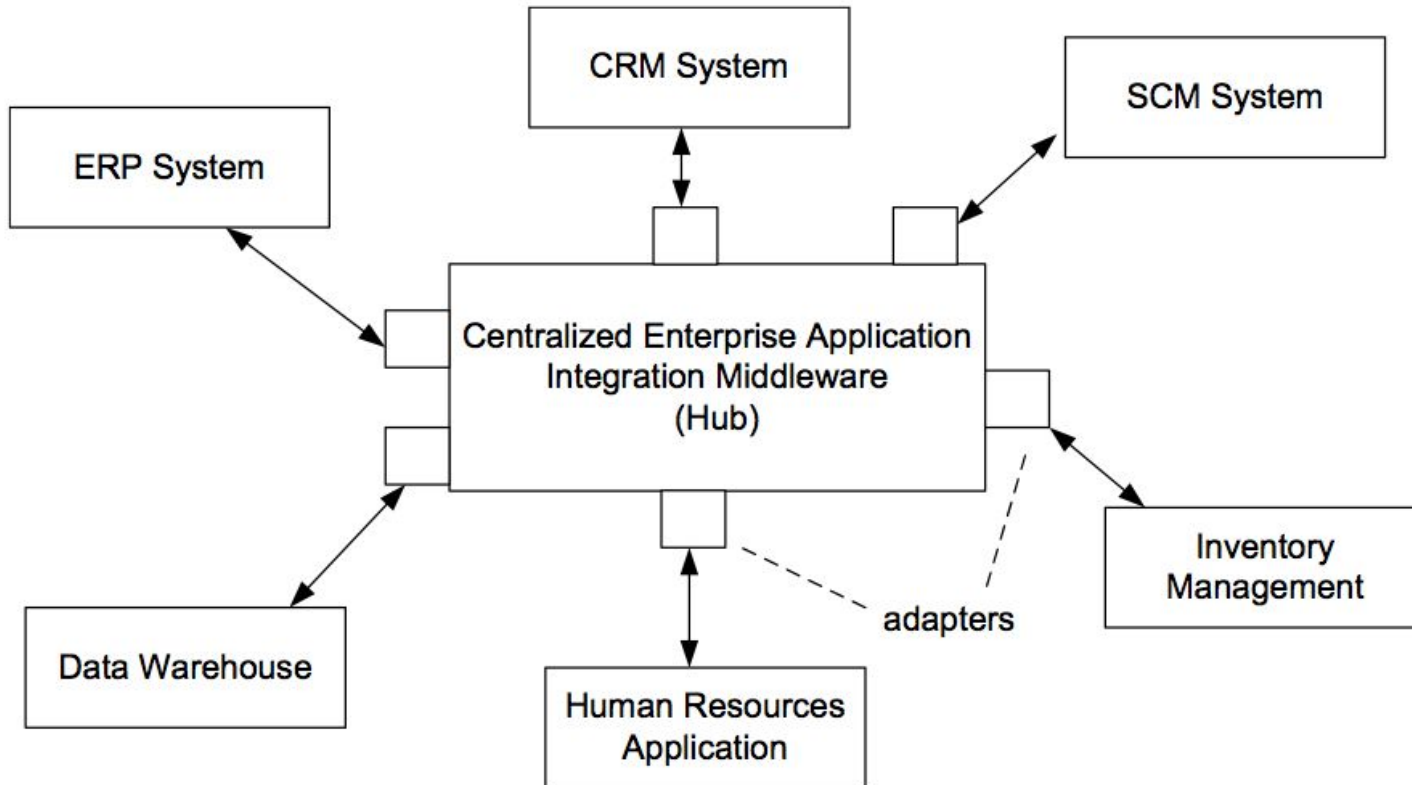 CRM System
SCM System
ERP System
Centralized Enterprise Application
Integration Middleware
(Hub)
Inventory
Management
adapters
Data Warehouse
Human Resources
Application